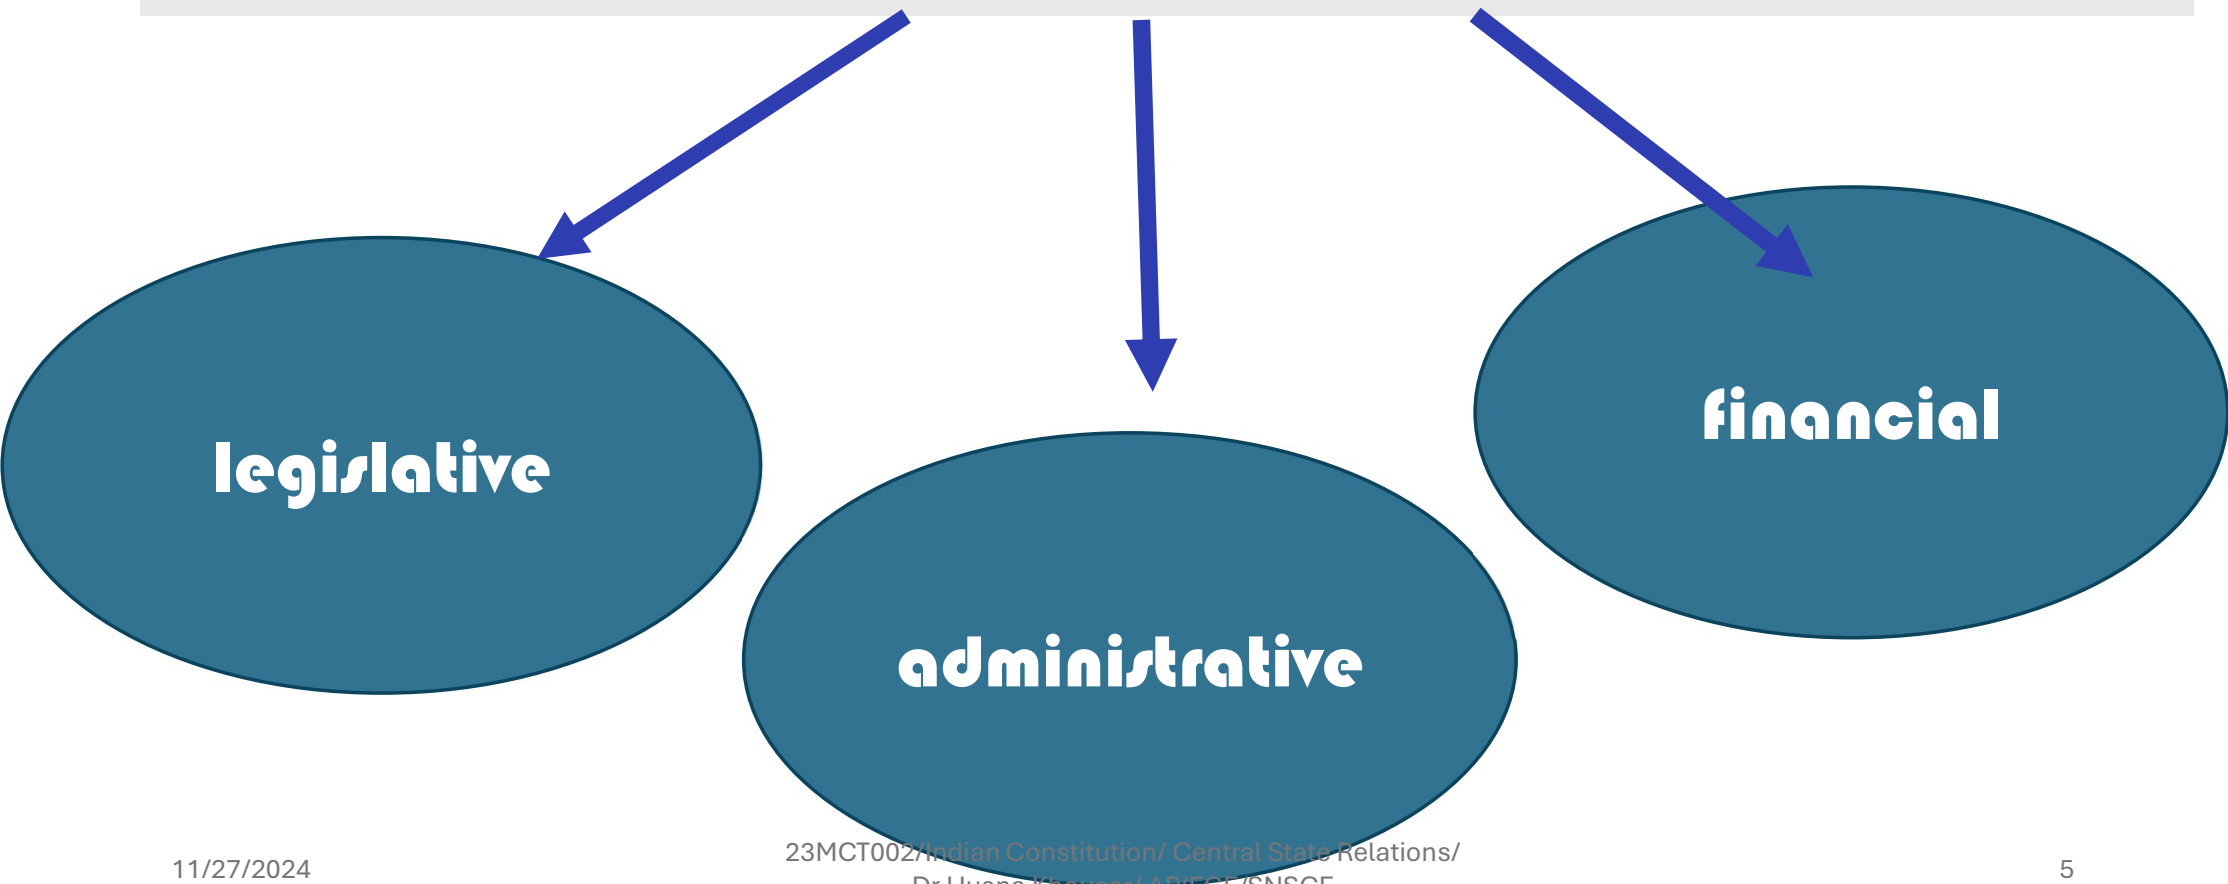 legislative
financial
administrative
23MCT002/Indian Constitution/ Central State Relations/
11/27/2024
5